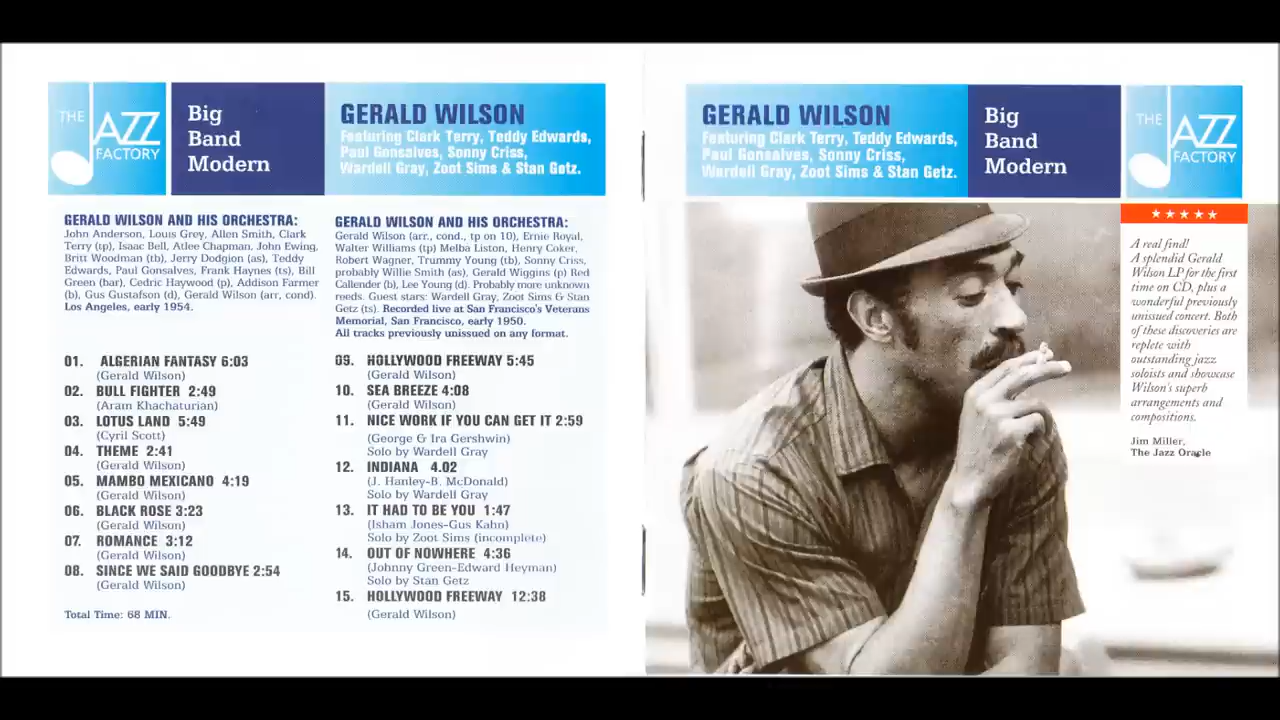 THE JAZZ FACTORY
Big
Band
Modern
GERALD WILSON
Featuring Clark Terry, Teddy Edwards,
Paul Gonsalves, Sonny Criss,
Wardell Gray, Zoot Sims & Stan Getz.
GERALD WILSON AND HIS ORCHESTRA:
John Anderson, Louis Grey, Allen Smith, Clark
Terry (tp), Isaac Bell, Atlee Chapman, John Ewing,
Britt Woodman (tb), Jerry Dodgion (as), Teddy
Edwards, Paul Gonsalves, Frank Haynes (ts), Bill
Green (bar), Cedric Haywood (p), Addison Farmer
(b), Gus Gustafson (d), Gerald Wilson (arr, cond).
Los Angeles, early 1954.
01. ALGERIAN FANTASY 6:03
(Gerald Wilson)
02. BULL FIGHTER 2:49
(Aram Khachaturian)
03. LOTUS LAND 5:49
(Cyril Scott)
04. THEME 2:41
(Gerald Wilson)
05. MAMBO MEXICANO 4:19
(Gerald Wilson)
06. BLACK ROSE 3:23
(Gerald Wilson)
07. ROMANCE 3:12
(Gerald Wilson)
08. SINCE WE SAID GOODBYE 2:54
(Gerald Wilson)
Total Time: 68 MIN.
GERALD WILSON AND HIS ORCHESTRA:
Gerald Wilson (arr., cond., tp on 10), Ernie Royal,
Walter Williams (tp) Melba Liston, Henry Coker,
Robert Wagner, Trummy Young (tb), Sonny Criss,
probably Willie Smith (as), Gerald Wiggins (p) Red
Callender (b), Lee Young (d). Probably more unknown
reeds. Guest stars: Wardell Gray, Zoot Sims & Stan
Getz (ts). Recorded live at San Francisco's Veterans
Memorial, San Francisco, early 1950.
All tracks previously unissued on any format.
09. HOLLYWOOD FREEWAY 5:45
(Gerald Wilson)
10. SEA BREEZE 4:08
(Gerald Wilson)
11. NICE WORK IF YOU CAN GET IT 2:59
(George & Ira Gershwin)
Solo by Wardell Gray
12. INDIANA 4.02
(J. Hanley-B. McDonald)
Solo by Wardell Gray
13. IT HAD TO BE YOU 1:47
(Isham Jones-Gus Kahn)
Solo by Zoot Sims (incomplete)
14. OUT OF NOWHERE 4:36
(Johnny Green-Edward Heyman)
Solo by Stan Getz
15. HOLLYWOOD FREEWAY 12:38
(Gerald Wilson)
GERALD WILSON
Featuring Clark Terry, Teddy Edwards,
Paul Gonsalves, Sonny Criss,
Wardell Gray, Zoot Sims & Stan Getz.
Big
Band
Modern
THE JAZZ FACTORY
A real find!
A splendid Gerald
Wilson LP for the first
time on CD, plus a
wonderful previously
unissued concert. Both
of these discoveries are
replete with
outstanding jazz
soloists and showcase
Wilson's superb
arrangements and
compositions.
Jim Miller,
The Jazz Oracle